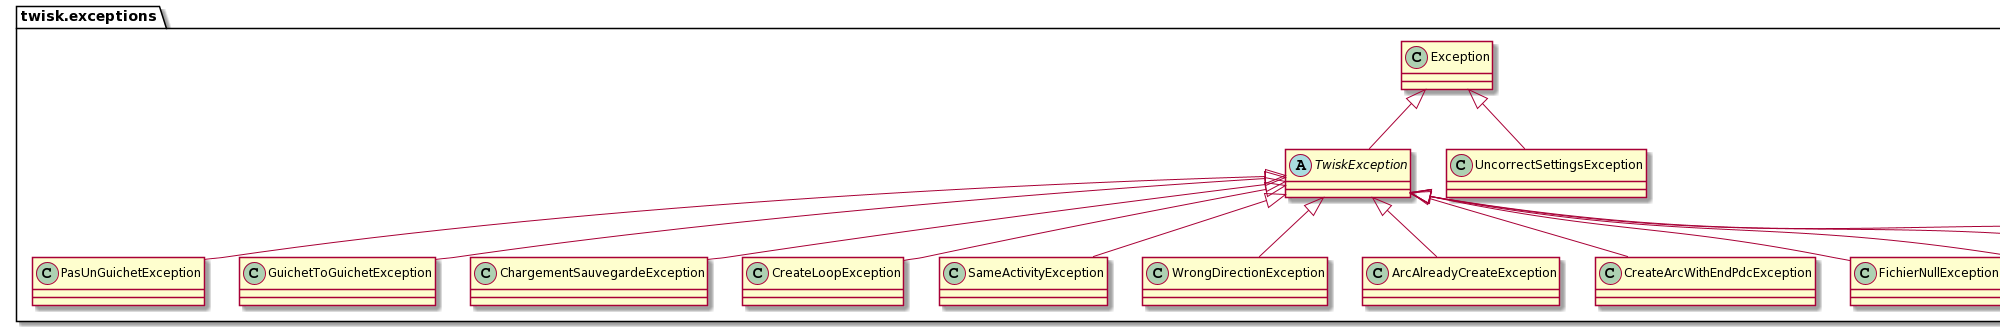 twisk.exceptions
C Exception
A TwiskException
C UncorrectSettingsException
C PasUnGuichetException
C GuichetToGuichetException
C ChargementSauvegardeException
C CreateLoopException
C SameActivityException
C WrongDirectionException
C ArcAlreadyCreateException
C CreateArcWithEndPdcException
C FichierNullException